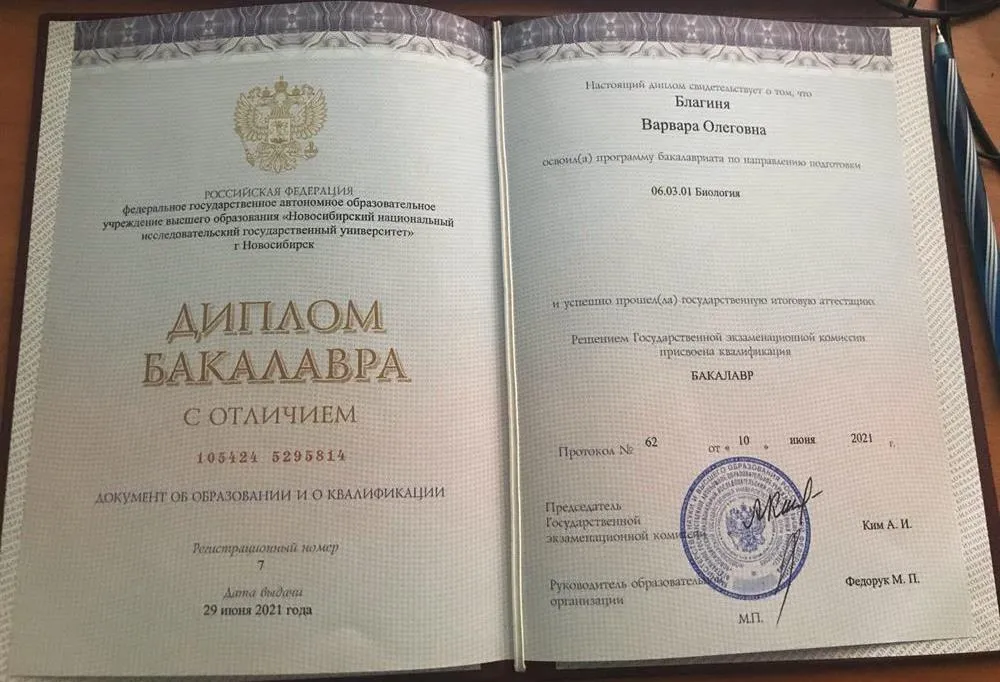 РОССИЙСКАЯ ФЕДЕРАЦИЯ
федеральное государственное автономное образовательное
учреждение высшего образования «Новосибирский национальный
исследовательский государственный университет»
г Новосибирск
ДИПЛОМ
БАКАЛАВРА
С ОТЛИЧИЕМ
105424 5295814
ДОКУМЕНТ ОБ ОБРАЗОВАНИИ И О КВАЛИФИКАЦИИ
Регистрационный номер
7
Дата выдачи
29 июня 2021 года
Настоящий диплом свидетельствует о том, что
Благиня
Варвара Олеговна
освоил(а) программу бакалавриата по направлению подготовки
06.03.01 Биология
и успешно прошел(ла) государственную итоговую аттестацию
Решением Государственной экзаменационной комиссии
присвоена квалификация
БАКАЛАВР
Протокол № 62 от « 10 » июня 2021 г.
Председатель
Государственной
экзаменационной комиссии
Ким А. И.
Руководитель образовательной
организации
Федорук М. П.
М.П.